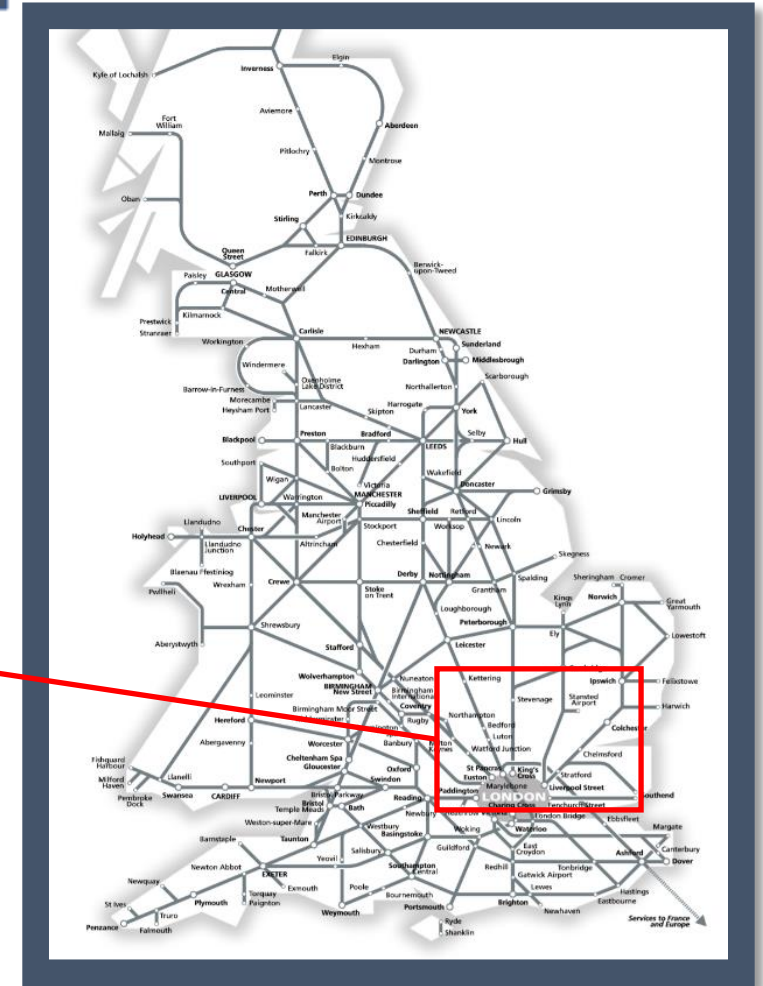 Elgin
Inverness
Kyle of Lochalsh
Aviemore
Fort
William
Mallaig
Aberdeen
Pitlochry
Montrose
Oban
Perth
Dundee
Stirling
Kirkcaldy
EDINBURGH
Falkirk
Queen
Street
GLASGOW
Central
Paisley
Motherwell
Berwick-
upon-Tweed
Kilmarnock
Prestwick
Stranraer
Carlisle
Workington
Hexham
NEWCASTLE
Sunderland
Durham
Darlington
Middlesbrough
Windermere
Oxenholme
Lake District
Barrow-in-Furness
Northallerton
Scarborough
Morecambe
Heysham Port
Lancaster
Harrogate
Skipton
York
Blackpool
Preston
Blackburn
Bradford
LEEDS
Selby
Hull
Huddersfield
Bolton
Southport
Wigan
Victoria
MANCHESTER
Piccadilly
Wakefield
Doncaster
Grimsby
LIVERPOOL
Warrington
Manchester
Airport
Stockport
Sheffield
Retford
Worksop
Lincoln
Llandudno
Holyhead
Llandudno
Junction
Chester
Altrincham
Chesterfield
Newark
Skegness
Blaenau Ffestiniog
Pwllheli
Wrexham
Crewe
Stoke
on Trent
Derby
Nottingham
Grantham
Spalding
Sheringham
Cromer
Kings
Lynn
Norwich
Great
Yarmouth
Loughborough
Peterborough
Ely
Lowestoft
Aberystwyth
Shrewsbury
Stafford
Leicester
Wolverhampton
BIRMINGHAM
New Street
Nuneaton
Birmingham
International
Kettering
Ipswich
Felixstowe
Leominster
Birmingham Moor Street
Coventry
Rugby
Northampton
Bedford
Stevenage
Stansted
Airport
Harwich
Colchester
Hereford
Worcester
Banbury
Milton
Keynes
Luton
Watford Junction
Chelmsford
Abergavenny
Cheltenham Spa
Gloucester
Oxford
St Pancras
Euston
King's
Cross
Stratford
Fishguard
Harbour
Milford
Haven
Pembroke
Dock
Llanelli
Swansea
CARDIFF
Newport
Swindon
Paddington
Marylebone
LONDON
Liverpool Street
Fenchurch Street
Southend
Bristol Parkway
Bristol
Temple Meads
Bath
Reading
Newbury
Charing Cross
London Bridge
Victoria
Waterloo
Ebbsfleet
Margate
Weston-super-Mare
Westbury
Basingstoke
Woking
East
Croydon
Canterbury
Barnstaple
Taunton
Salisbury
Guildford
Redhill
Tonbridge
Ashford
Dover
Newton Abbot
EXETER
Yeovil
Southampton
Central
Gatwick Airport
Newquay
Torquay
Paignton
Exmouth
Poole
Bournemouth
Lewes
Hastings
Eastbourne
St Ives
Truro
Plymouth
Weymouth
Portsmouth
Brighton
Newhaven
Penzance
Falmouth
Ryde
Shanklin
Services to France
and Europe